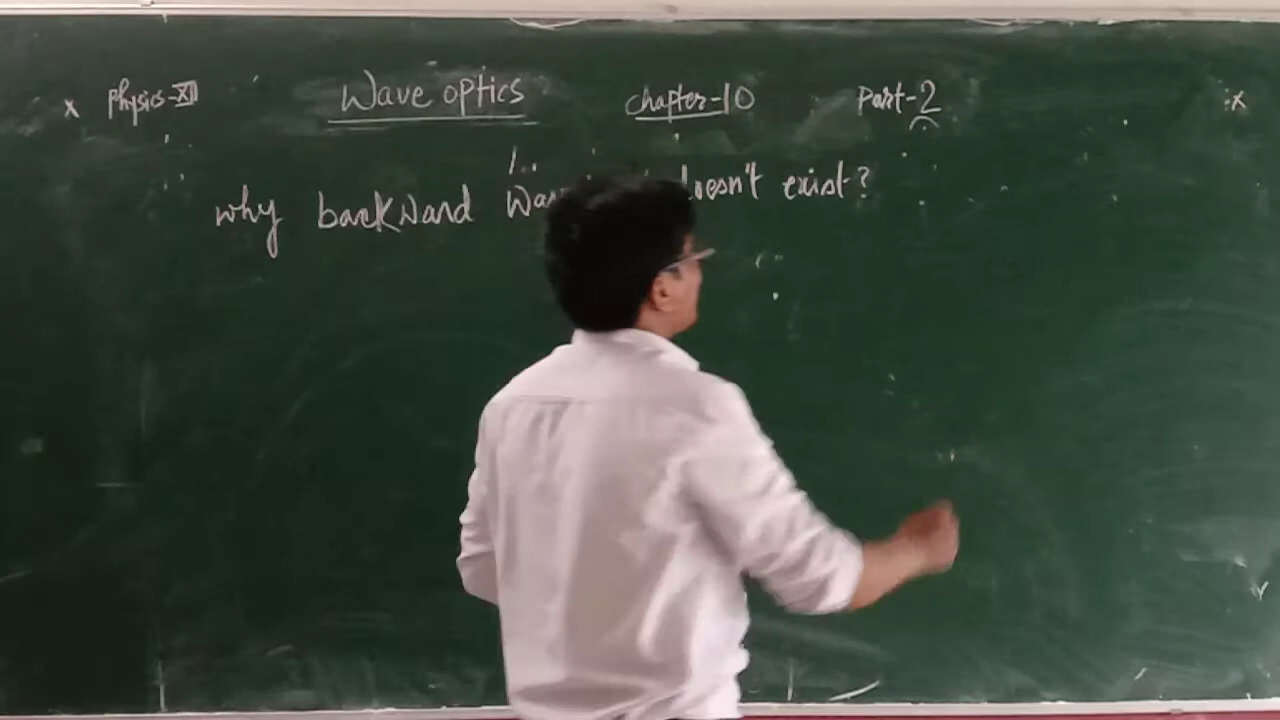 x Physics-XII Wave optics chapter=10 Part-2 x
why backward doesn't exist?